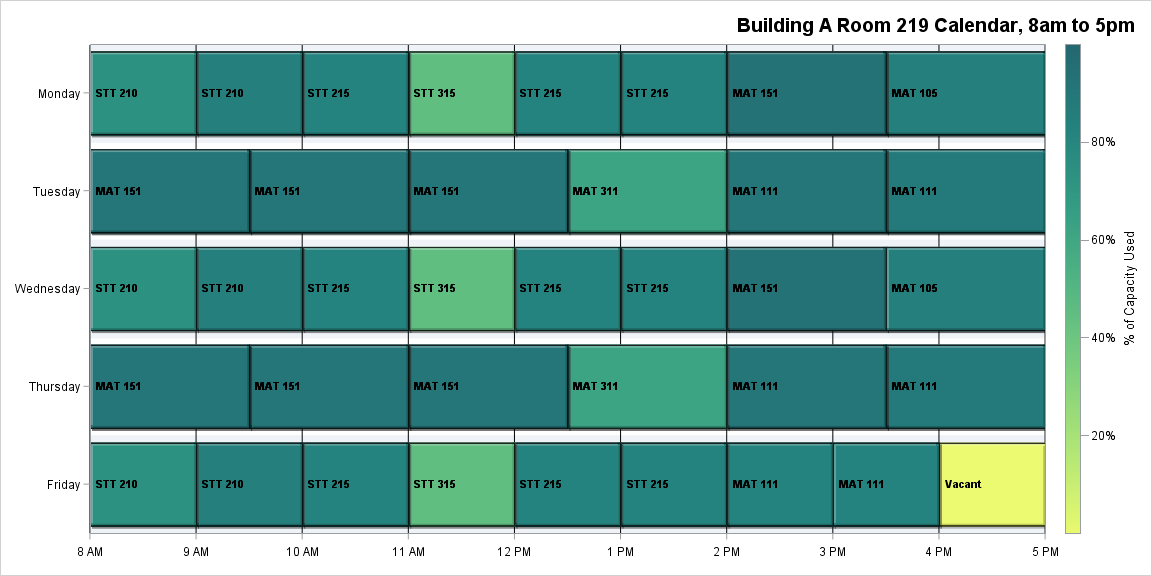 Building A Room 219 Calendar, 8am to 5pm
Monday
STT 210
STT 210
STT 215
STT 315
STT 215
STT 215
MAT 151
MAT 105
Tuesday
MAT 151
MAT 151
MAT 151
MAT 311
MAT 111
MAT 111
Wednesday
STT 210
STT 210
STT 215
STT 315
STT 215
STT 215
MAT 151
MAT 105
Thursday
MAT 151
MAT 151
MAT 151
MAT 311
MAT 111
MAT 111
Friday
STT 210
STT 210
STT 215
STT 315
STT 215
STT 215
MAT 111
MAT 111
Vacant
8 AM
9 AM
10 AM
11 AM
12 PM
1 PM
2 PM
3 PM
4 PM
5 PM
80%
60%
40%
20%
% of Capacity Used